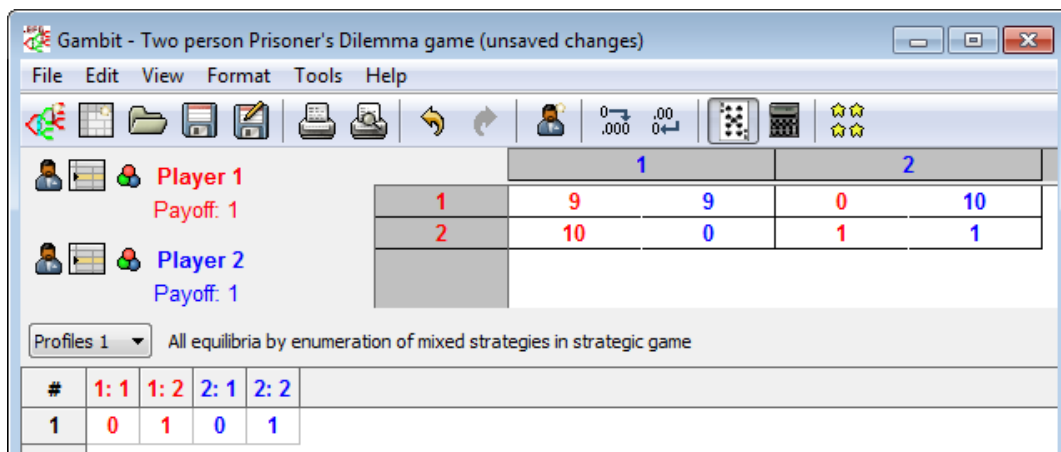 Gambit - Two person Prisoner's Dilemma game (unsaved changes)
File Edit View Format Tools Help
0 .000 .00 0
1 2
Player 1
Payoff: 1
1 9 9 0 10
2 10 0 1 1
Player 2
Payoff: 1
Profiles 1 All equilibria by enumeration of mixed strategies in strategic game
# 1: 1 1: 2 2: 1 2: 2
1 0 1 0 1